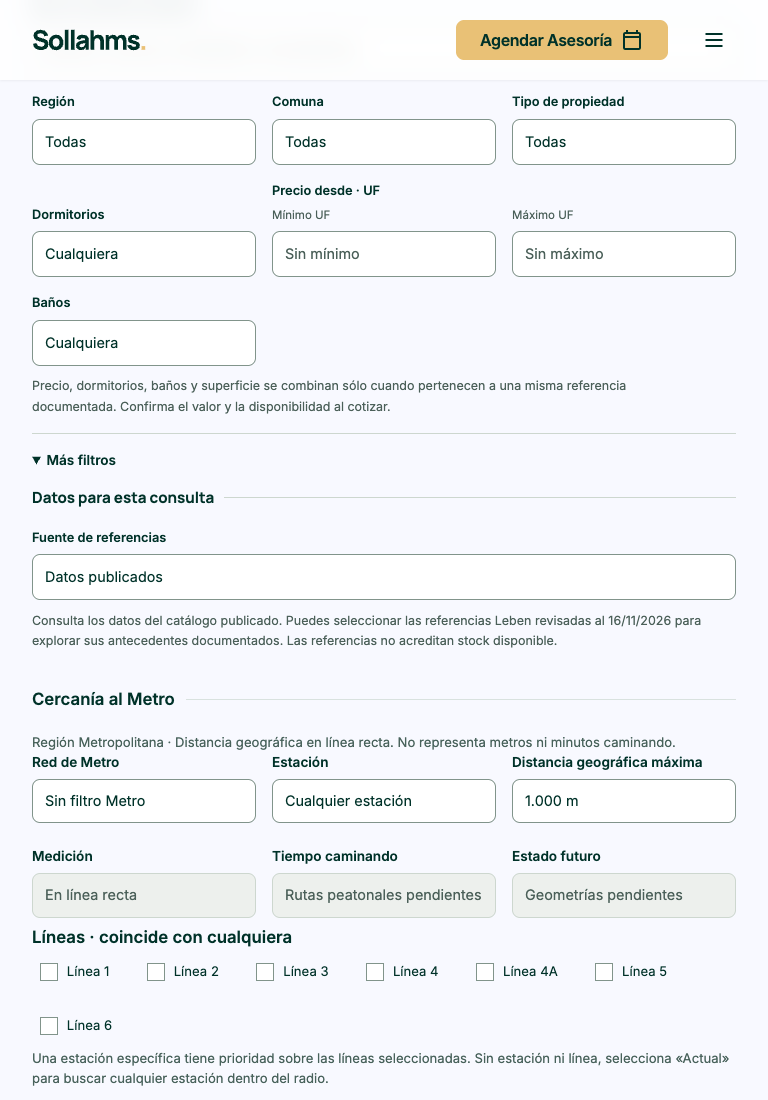 Sollahms.
Agendar Asesoría
Región
Comuna
Tipo de propiedad
Todas
Todas
Todas
Precio desde · UF
Dormitorios
Mínimo UF
Máximo UF
Cualquiera
Sin mínimo
Sin máximo
Baños
Cualquiera
Precio, dormitorios, baños y superficie se combinan sólo cuando pertenecen a una misma referencia
documentada. Confirma el valor y la disponibilidad al cotizar.
▼ Más filtros
Datos para esta consulta
Fuente de referencias
Datos publicados
Consulta los datos del catálogo publicado. Puedes seleccionar las referencias Leben revisadas al 16/11/2026 para
explorar sus antecedentes documentados. Las referencias no acreditan stock disponible.
Cercanía al Metro
Región Metropolitana · Distancia geográfica en línea recta. No representa metros ni minutos caminando.
Red de Metro
Estación
Distancia geográfica máxima
Sin filtro Metro
Cualquier estación
1.000 m
Medición
Tiempo caminando
Estado futuro
En línea recta
Rutas peatonales pendientes
Geometrías pendientes
Líneas · coincide con cualquiera
Línea 1
Línea 2
Línea 3
Línea 4
Línea 4A
Línea 5
Línea 6
Una estación específica tiene prioridad sobre las líneas seleccionadas. Sin estación ni línea, selecciona «Actual»
para buscar cualquier estación dentro del radio.